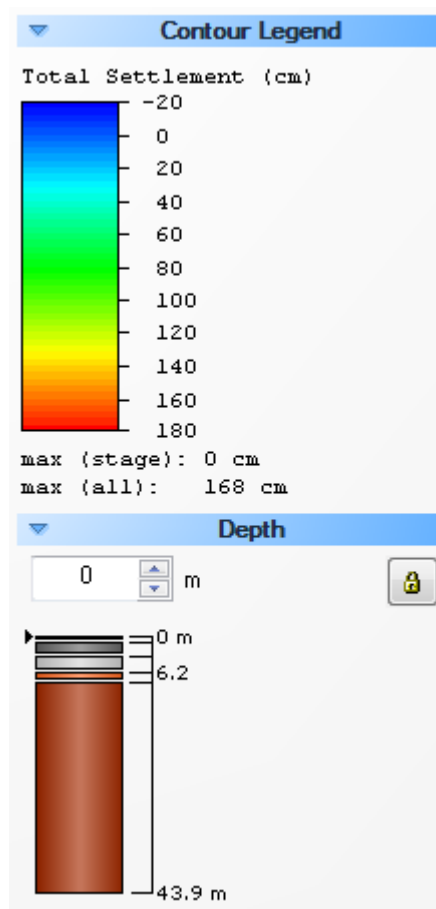 Contour Legend
Total Settlement (cm)
-20
0
20
40
60
80
100
120
140
160
180
max (stage): 0 cm
max (all): 168 cm
Depth
0 m
0 m
6.2
43.9 m